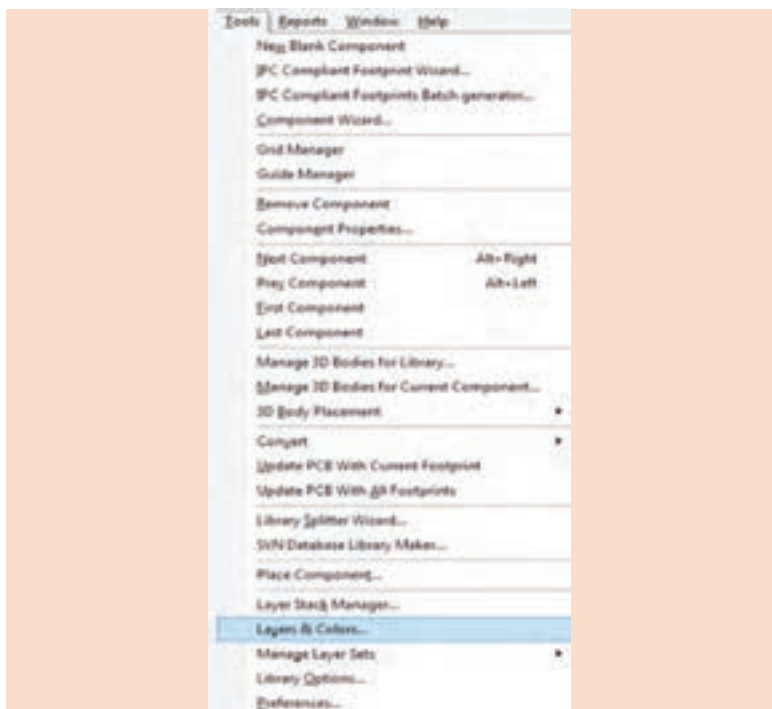 Tools Reports Window Help
New Blank Component
IPC Compliant Footprint Wizard...
IPC Compliant Footprints Batch generator...
Component Wizard...
Grid Manager
Guide Manager
Remove Component
Component Properties...
Next Component Alt+Right
Prev Component Alt+Left
First Component
Last Component
Manage 3D Bodies for Library...
Manage 3D Bodies for Current Component...
3D Body Placement
Convert
Update PCB With Current Footprint
Update PCB With All Footprints
Library Splitter Wizard...
SVN Database Library Maker...
Place Component...
Layer Stack Manager...
Layers & Colors...
Manage Layer Sets
Library Options...
Preferences...